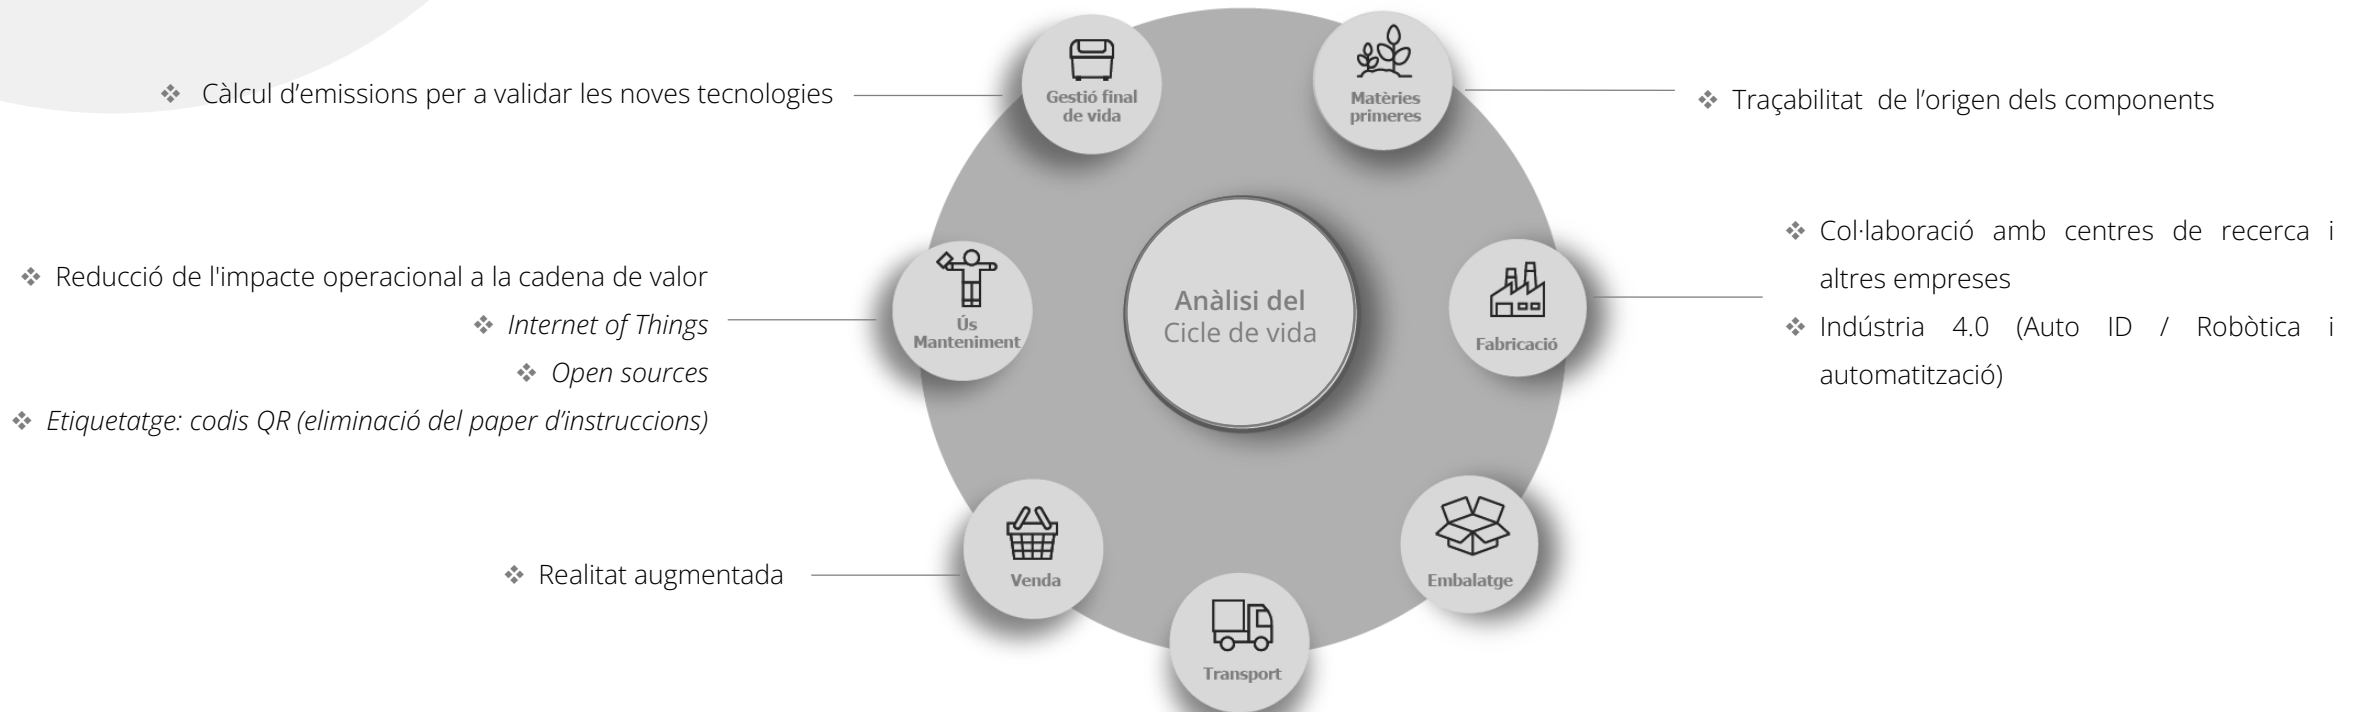 ❖ Càlcul d’emissions per a validar les noves tecnologies
Gestió final
de vida
Matèries
primeres
❖ Traçabilitat de l’origen dels components
❖ Reducció de l'impacte operacional a la cadena de valor
❖ Internet of Things
❖ Open sources
❖ Etiquetatge: codis QR (eliminació del paper d’instruccions)
Ús
Manteniment
Anàlisi del
Cicle de vida
Fabricació
❖ Col·laboració amb centres de recerca i
altres empreses
❖ Indústria 4.0 (Auto ID / Robòtica i
automatització)
❖ Realitat augmentada
Venda
Embalatge
Transport